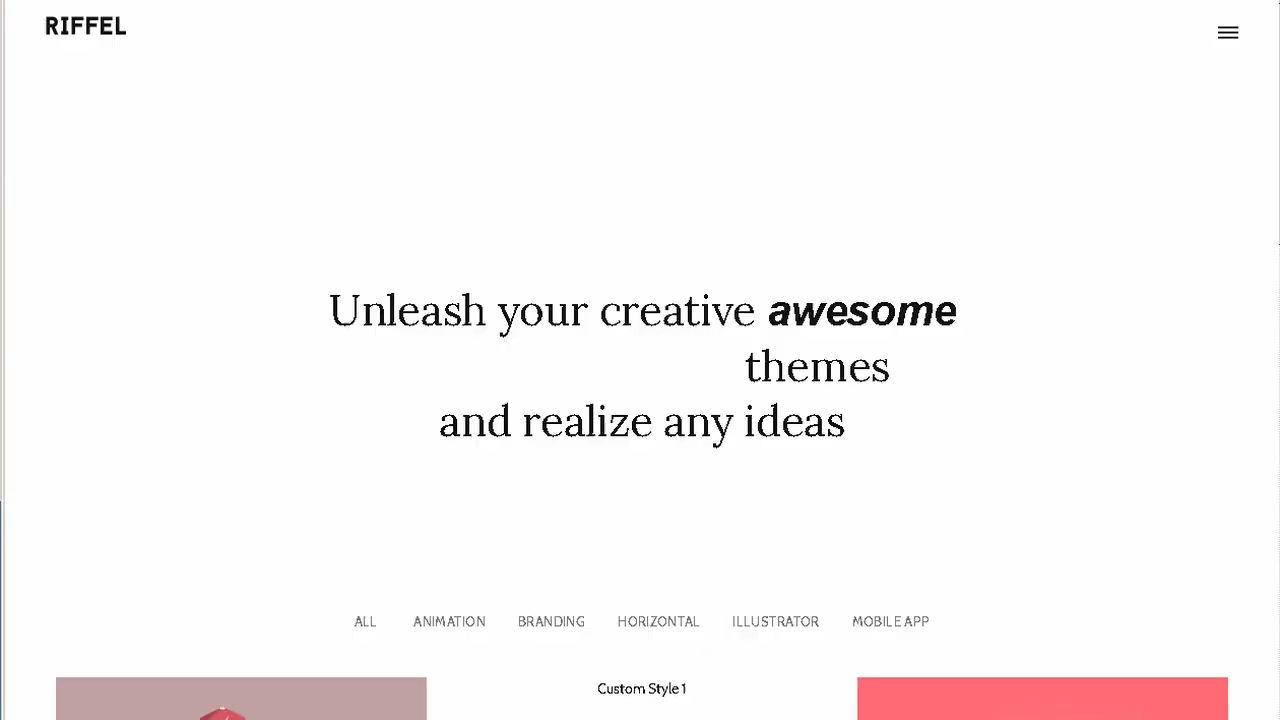 RIFFEL
Unleash your creative awesome
themes
and realize any ideas
ALL ANIMATION BRANDING HORIZONTAL ILLUSTRATOR MOBILE APP
Custom Style 1